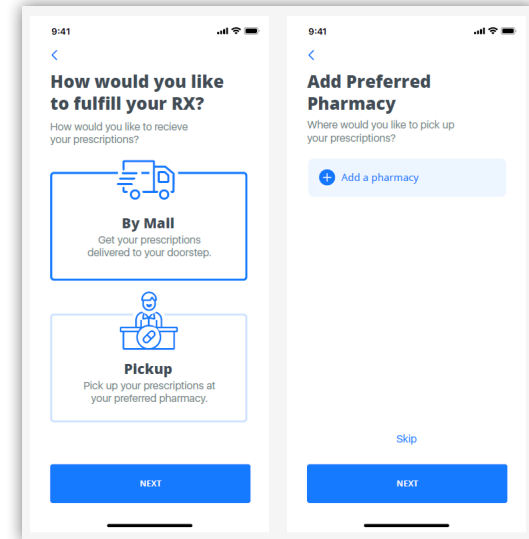 9:41
How would you like
to fulfill your RX?
How would you like to recieve
your prescriptions?
By Mail
Get your prescriptions
delivered to your doorstep.
Pickup
Pick up your prescriptions at
your preferred pharmacy.
NEXT
9:41
Add Preferred
Pharmacy
Where would you like to pick up
your prescriptions?
Add a pharmacy
Skip
NEXT